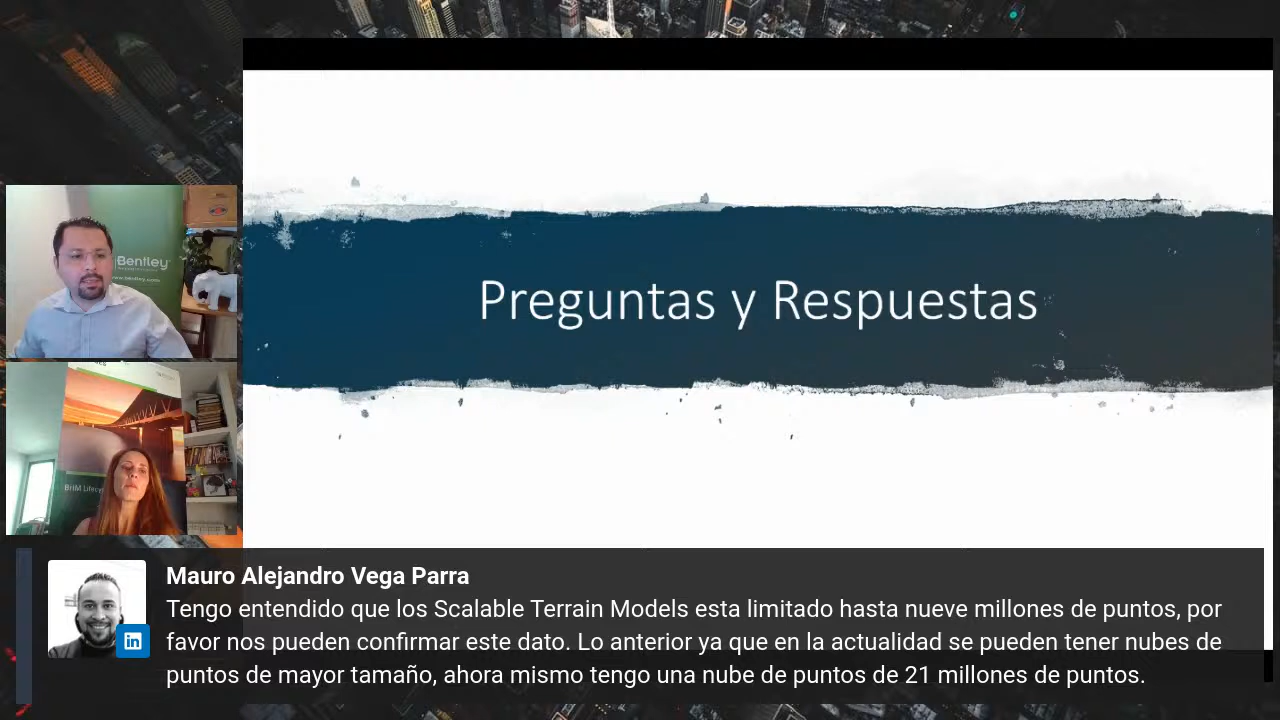 Bentley
Preguntas y Respuestas
Mauro Alejandro Vega Parra
Tengo entendido que los Scalable Terrain Models esta limitado hasta nueve millones de puntos, por
favor nos pueden confirmar este dato. Lo anterior ya que en la actualidad se pueden tener nubes de
puntos de mayor tamaño, ahora mismo tengo una nube de puntos de 21 millones de puntos.
in